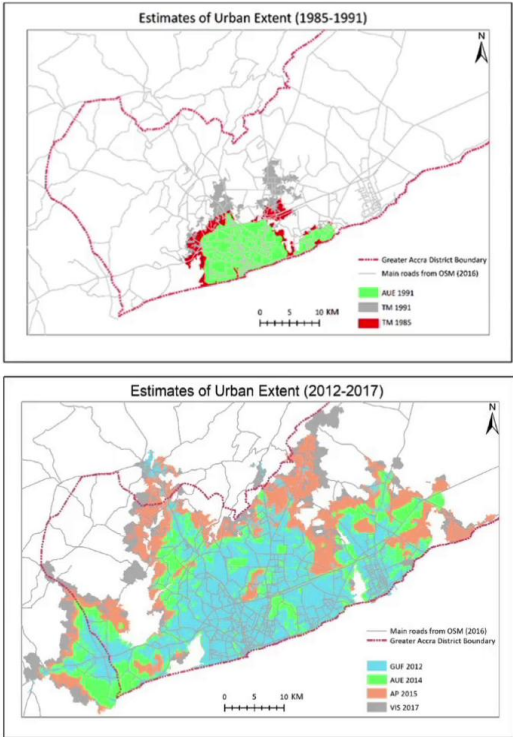 Estimates of Urban Extent (1985-1991)
N
Greater Accra District Boundary
Main roads from OSM (2016)
AUE 1991
TM 1991
TM 1985
0 5 10 KM
Estimates of Urban Extent (2012-2017)
N
Main roads from OSM (2016)
Greater Accra District Boundary
GUF 2012
AUE 2014
AP 2015
VIS 2017
0 5 10 KM